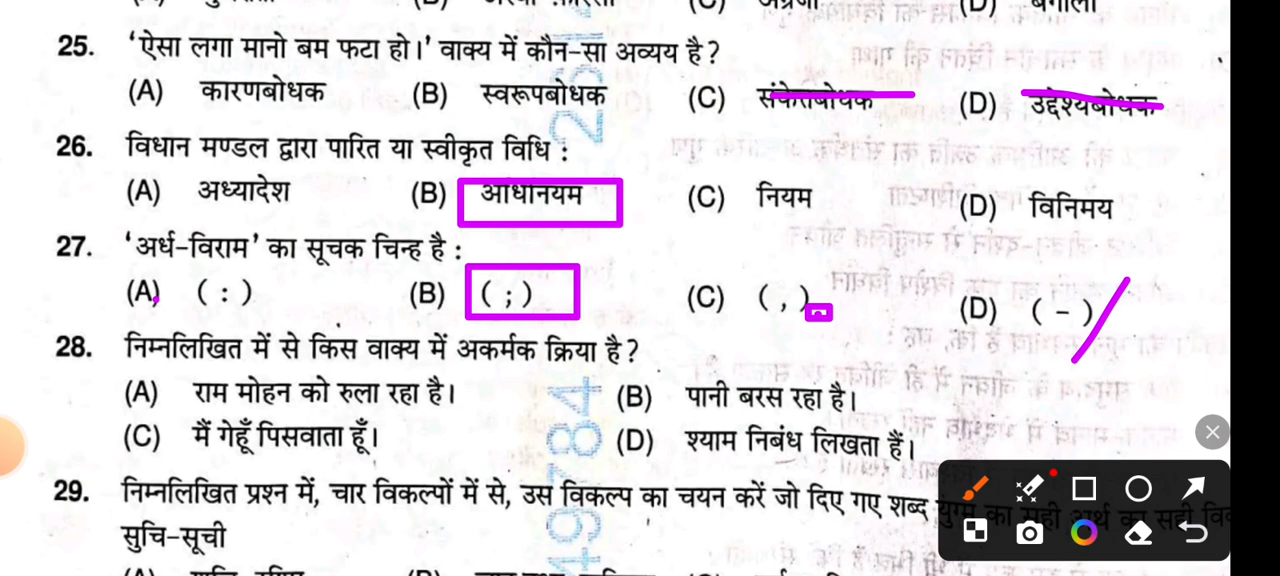 (D) बंगाली
25. 'ऐसा लगा मानो बम फटा हो।' वाक्य में कौन-सा अव्यय है?
(A) कारणबोधक (B) स्वरूपबोधक (C) संकेतबोधक (D) उद्देश्यबोधक
26. विधान मण्डल द्वारा पारित या स्वीकृत विधि :
(A) अध्यादेश (B) अधिनियम (C) नियम (D) विनिमय
27. 'अर्ध-विराम' का सूचक चिन्ह है :
(A) ( : ) (B) ( ; ) (C) ( , ) (D) ( - )
28. निम्नलिखित में से किस वाक्य में अकर्मक क्रिया है?
(A) राम मोहन को रुला रहा है। (B) पानी बरस रहा है।
(C) मैं गेहूँ पिसवाता हूँ। (D) श्याम निबंध लिखता हैं।
29. निम्नलिखित प्रश्न में, चार विकल्पों में से, उस विकल्प का चयन करें जो दिए गए शब्द युग्म का सही अर्थ का सही
सुचि-सूची